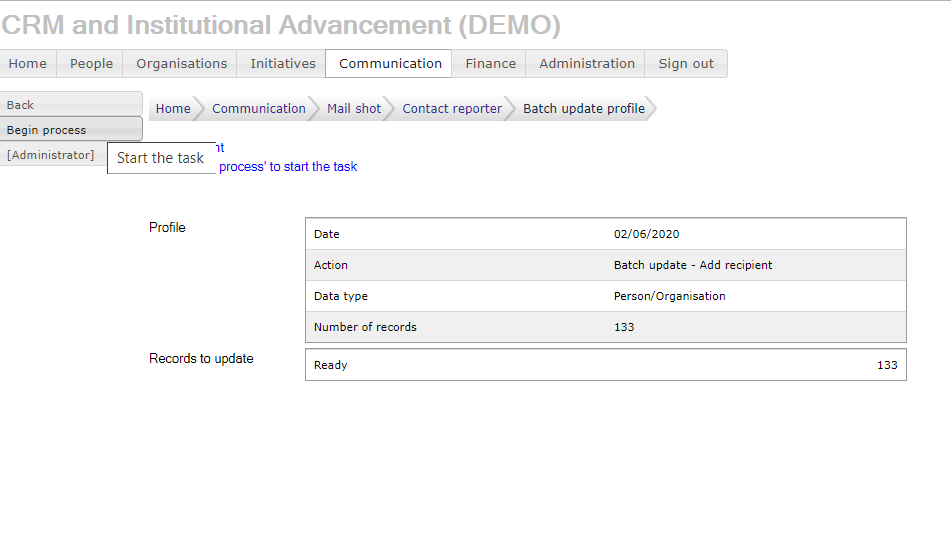 CRM and Institutional Advancement (DEMO)
Home People Organisations Initiatives Communication Finance Administration Sign out
Back
Begin process
[Administrator]
Start the task
Home Communication Mail shot Contact reporter Batch update profile
process' to start the task
Profile
Date 02/06/2020
Action Batch update - Add recipient
Data type Person/Organisation
Number of records 133
Records to update
Ready 133